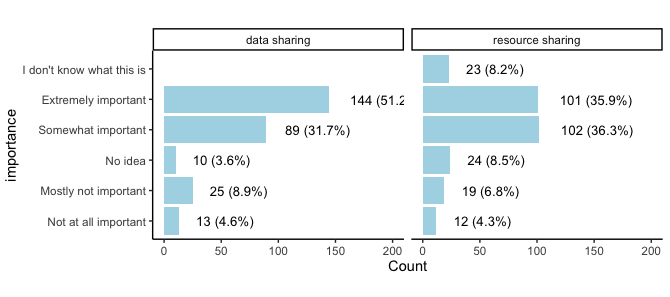 data sharing
resource sharing
importance
I don't know what this is
23 (8.2%)
Extremely important
144 (51.2
101 (35.9%)
Somewhat important
89 (31.7%)
102 (36.3%)
No idea
10 (3.6%)
24 (8.5%)
Mostly not important
25 (8.9%)
19 (6.8%)
Not at all important
13 (4.6%)
12 (4.3%)
0 50 100 150 200
0 50 100 150 200
Count